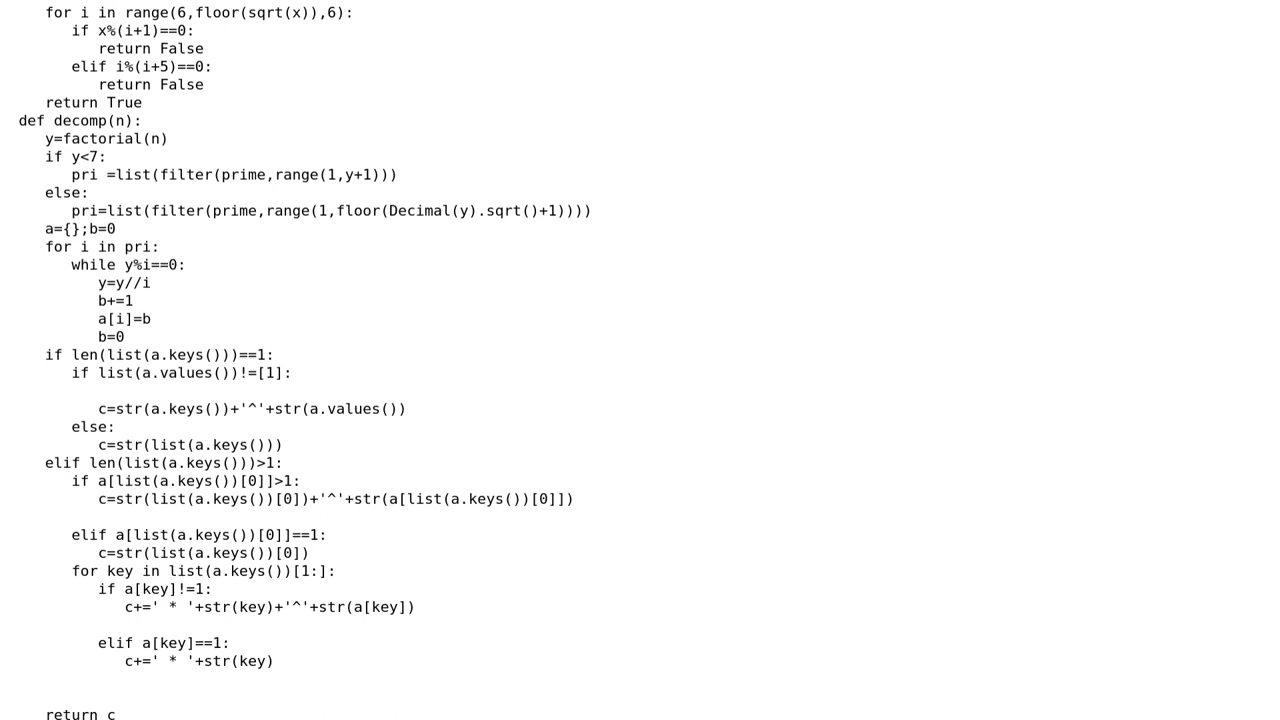 for i in range(6,floor(sqrt(x)),6):
      if x%(i+1)==0:
         return False
      elif i%(i+5)==0:
         return False
   return True
def decomp(n):
   y=factorial(n)
   if y<7:
      pri =list(filter(prime,range(1,y+1)))
   else:
      pri=list(filter(prime,range(1,floor(Decimal(y).sqrt()+1))))
   a={};b=0
   for i in pri:
      while y%i==0:
         y=y//i
         b+=1
         a[i]=b
         b=0
   if len(list(a.keys()))==1:
      if list(a.values())!=[1]:

         c=str(a.keys())+'^'+str(a.values())
      else:
         c=str(list(a.keys()))
   elif len(list(a.keys()))>1:
      if a[list(a.keys())[0]]>1:
         c=str(list(a.keys())[0])+'^'+str(a[list(a.keys())[0]])

      elif a[list(a.keys())[0]]==1:
         c=str(list(a.keys())[0])
      for key in list(a.keys())[1:]:
         if a[key]!=1:
            c+=' * '+str(key)+'^'+str(a[key])

         elif a[key]==1:
            c+=' * '+str(key)


   return c